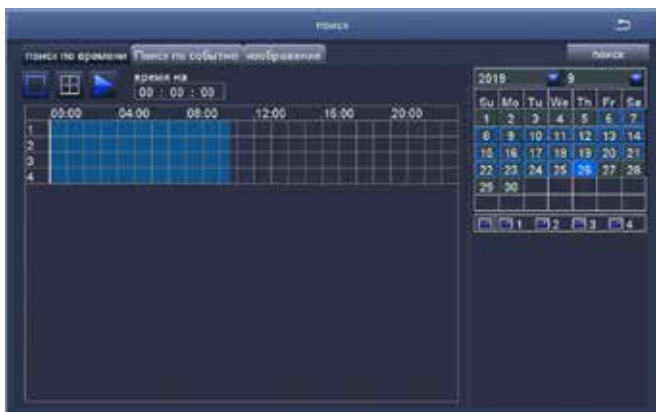 поиск
поиск по времени Поиск по событию изображение поиск
время на
00 : 00 : 00
2019 9
Su Mo Tu We Th Fr Sa
1 2 3 4 5 6 7
8 9 10 11 12 13 14
15 16 17 18 19 20 21
22 23 24 25 26 27 28
29 30
1 2 3 4
00:00 04:00 08:00 12:00 16:00 20:00
1
2
3
4